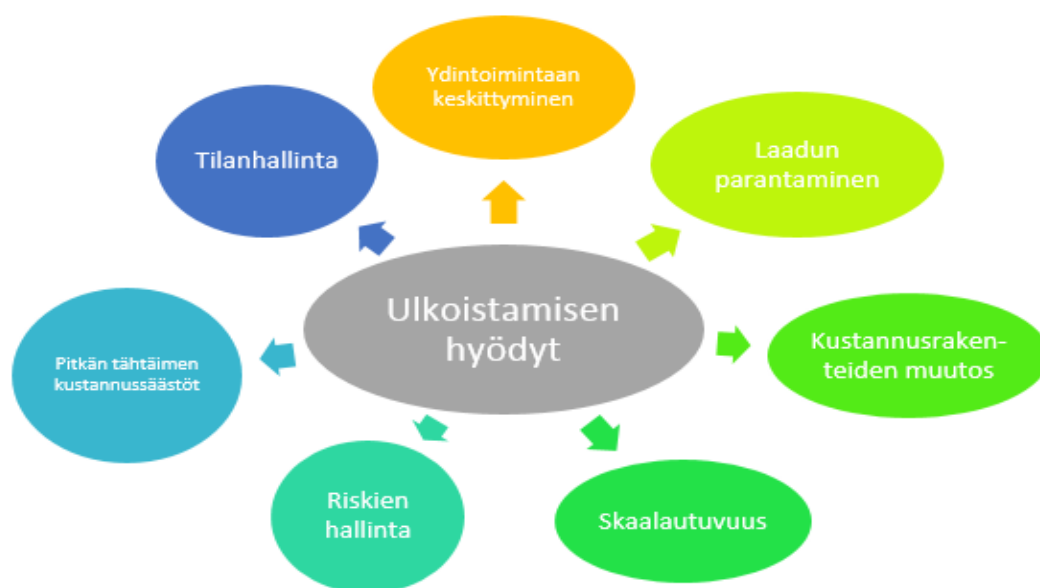 Ydintoimintaan
keskittyminen
Laadun
parantaminen
Tilanhallinta
Ulkoistamisen
hyödyt
Kustannusraken-
teiden muutos
Pitkän tähtäimen
kustannussäästöt
Riskien
hallinta
Skaalautuvuus